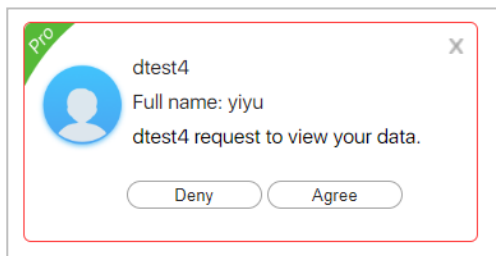 Pro
X
dtest4
Full name: yiyu
dtest4 request to view your data.
Deny Agree